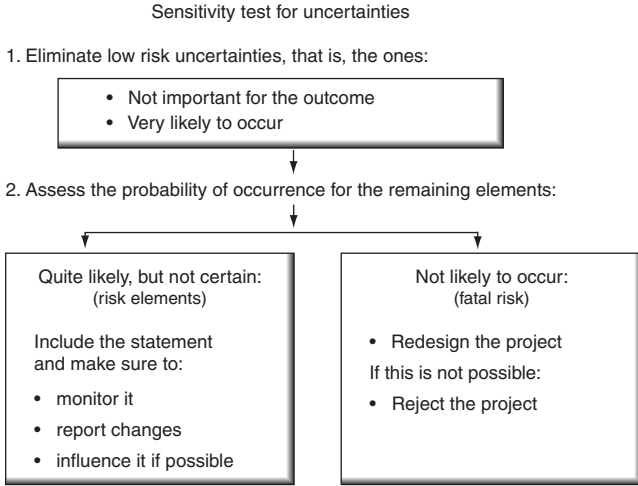 Sensitivity test for uncertainties
1. Eliminate low risk uncertainties, that is, the ones:
• Not important for the outcome
• Very likely to occur
2. Assess the probability of occurrence for the remaining elements:
Quite likely, but not certain:
(risk elements)
Include the statement
and make sure to:
• monitor it
• report changes
• influence it if possible
Not likely to occur:
(fatal risk)
• Redesign the project
If this is not possible:
• Reject the project